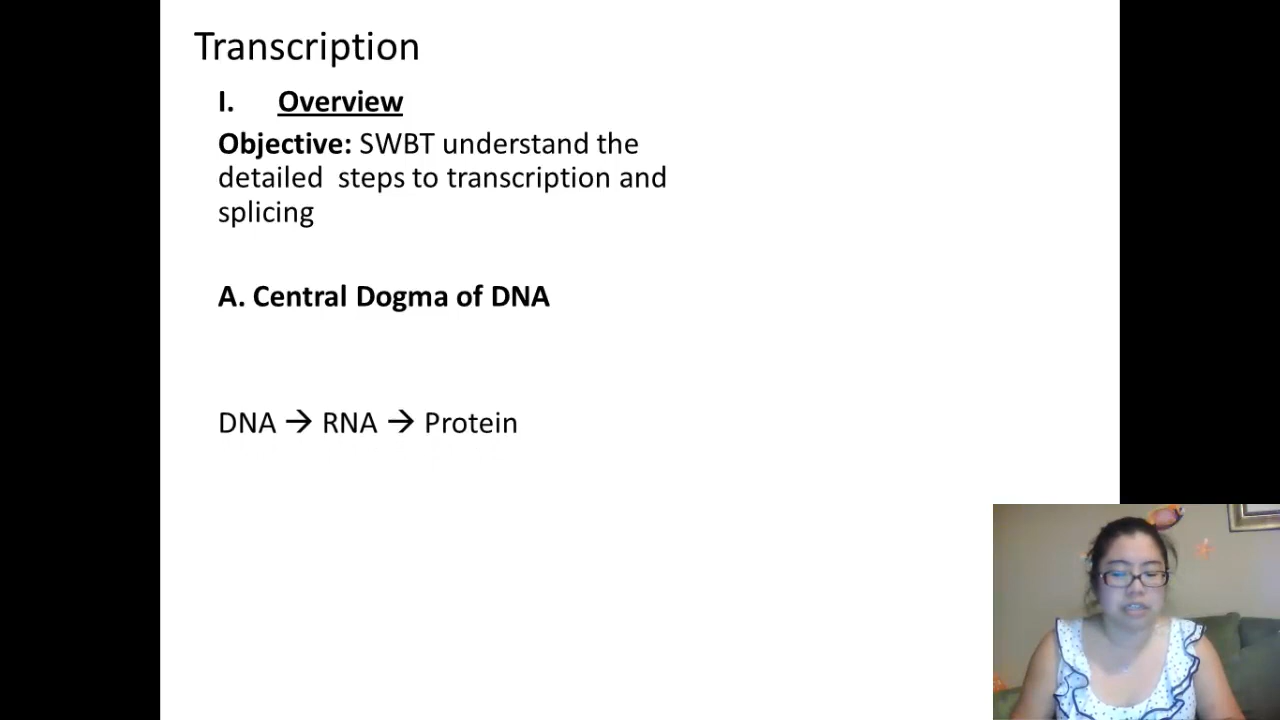 Transcription
I. Overview
Objective: SWBT understand the
detailed steps to transcription and
splicing
A. Central Dogma of DNA
DNA → RNA → Protein